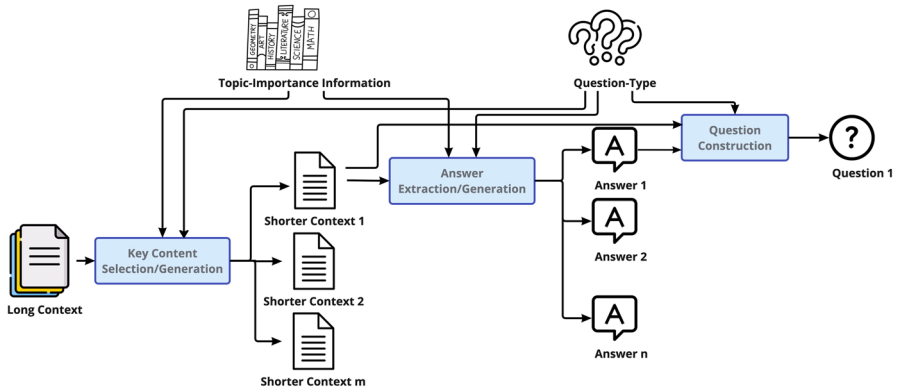 GEOMETRY
ART
HISTORY
LITERATURE
SCIENCE
MATH
Topic-Importance Information
Question-Type
Question
Construction
?
Question 1
A
Answer 1
Answer
Extraction/Generation
Shorter Context 1
A
Answer 2
Key Content
Selection/Generation
Long Context
Shorter Context 2
A
Answer n
Shorter Context m